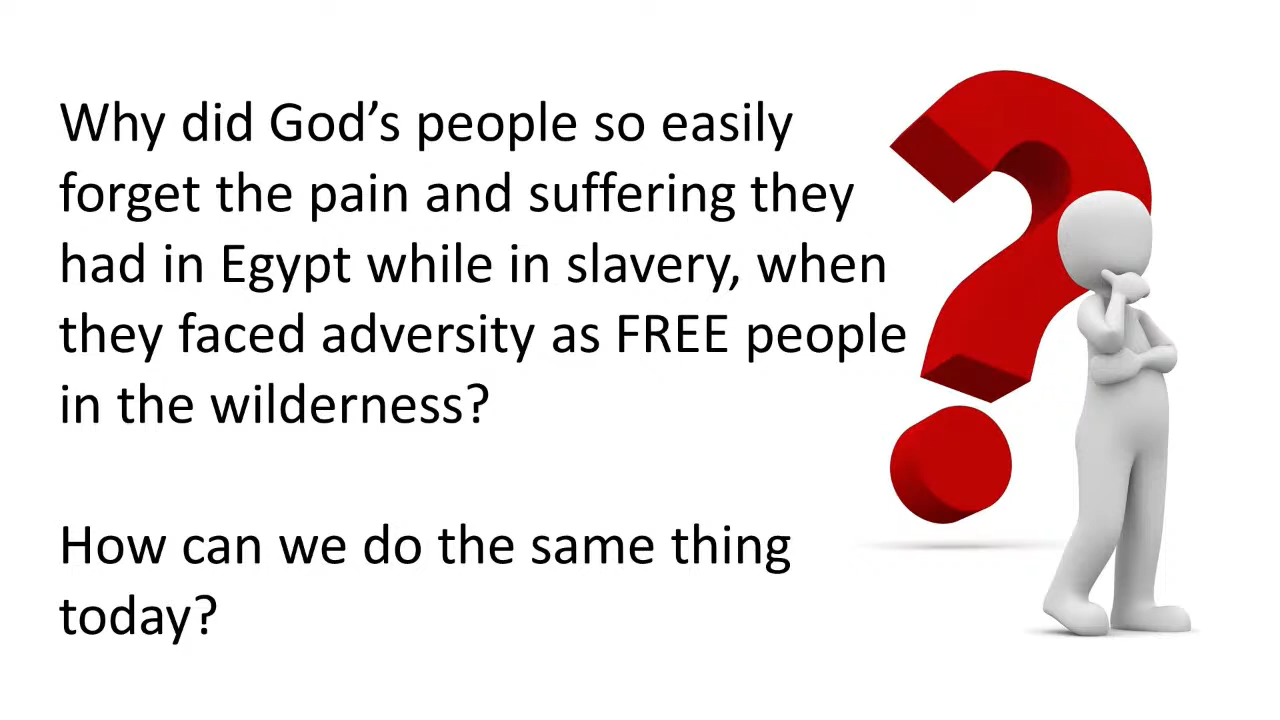 Why did God’s people so easily
forget the pain and suffering they
had in Egypt while in slavery, when
they faced adversity as FREE people
in the wilderness?
How can we do the same thing
today?